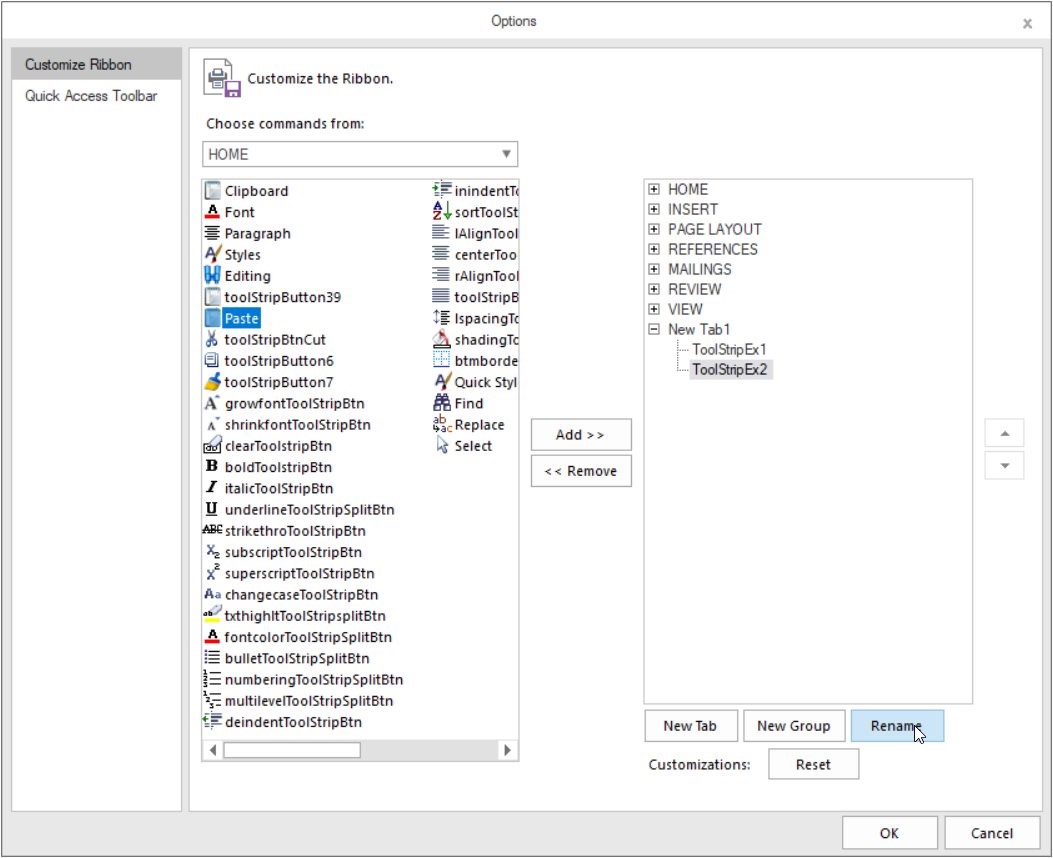 Options
x
Customize Ribbon
Quick Access Toolbar
Customize the Ribbon.
Choose commands from:
HOME
Clipboard
Font
Paragraph
Styles
Editing
toolStripButton39
Paste
toolStripBtnCut
toolStripButton6
toolStripButton7
growfontToolStripBtn
shrinkfontToolStripBtn
clearToolstripBtn
boldToolstripBtn
italicToolStripBtn
underlineToolStripSplitBtn
strikethroToolStripBtn
subscriptToolStripBtn
superscriptToolStripBtn
changecaseToolStripBtn
txthighltToolStripsplitBtn
fontcolorToolStripSplitBtn
bulletToolStripSplitBtn
numberingToolStripSplitBtn
multilevelToolStripSplitBtn
deindentToolStripBtn
inindentTo
sortToolSt
lAlignTool
centerToo
rAlignTool
toolStripB
lspacingTo
shadingTo
btmborde
Quick Styl
Find
Replace
Select
Add >>
<< Remove
HOME
INSERT
PAGE LAYOUT
REFERENCES
MAILINGS
REVIEW
VIEW
New Tab1
ToolStripEx1
ToolStripEx2
New Tab
New Group
Rename
Customizations:
Reset
OK
Cancel